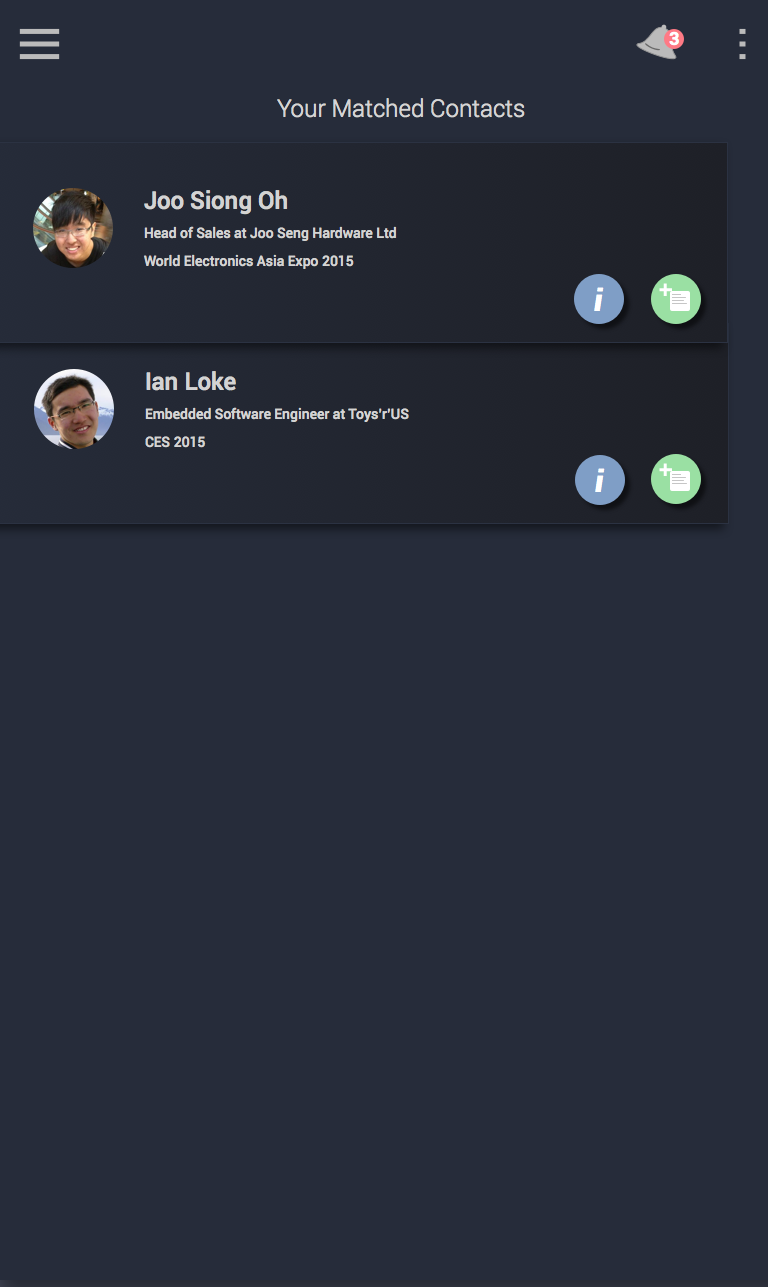 3
Your Matched Contacts
Joo Siong Oh
Head of Sales at Joo Seng Hardware Ltd
World Electronics Asia Expo 2015
i
Ian Loke
Embedded Software Engineer at Toys'r'US
CES 2015
i